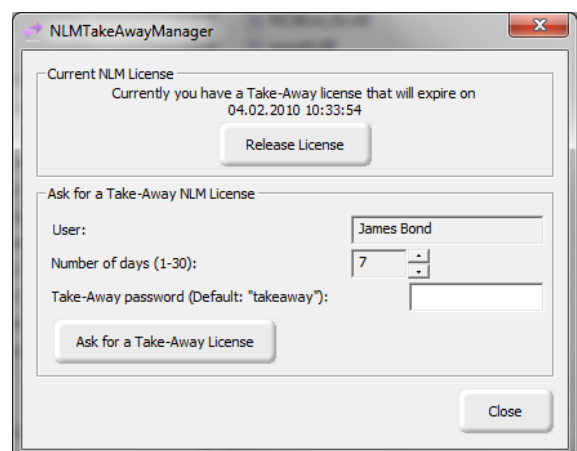 NLMTakeAwayManager
Current NLM License
Currently you have a Take-Away license that will expire on
04.02.2010 10:33:54
Release License
Ask for a Take-Away NLM License
User:
James Bond
Number of days (1-30):
7
Take-Away password (Default: "takeaway"):
Ask for a Take-Away License
Close